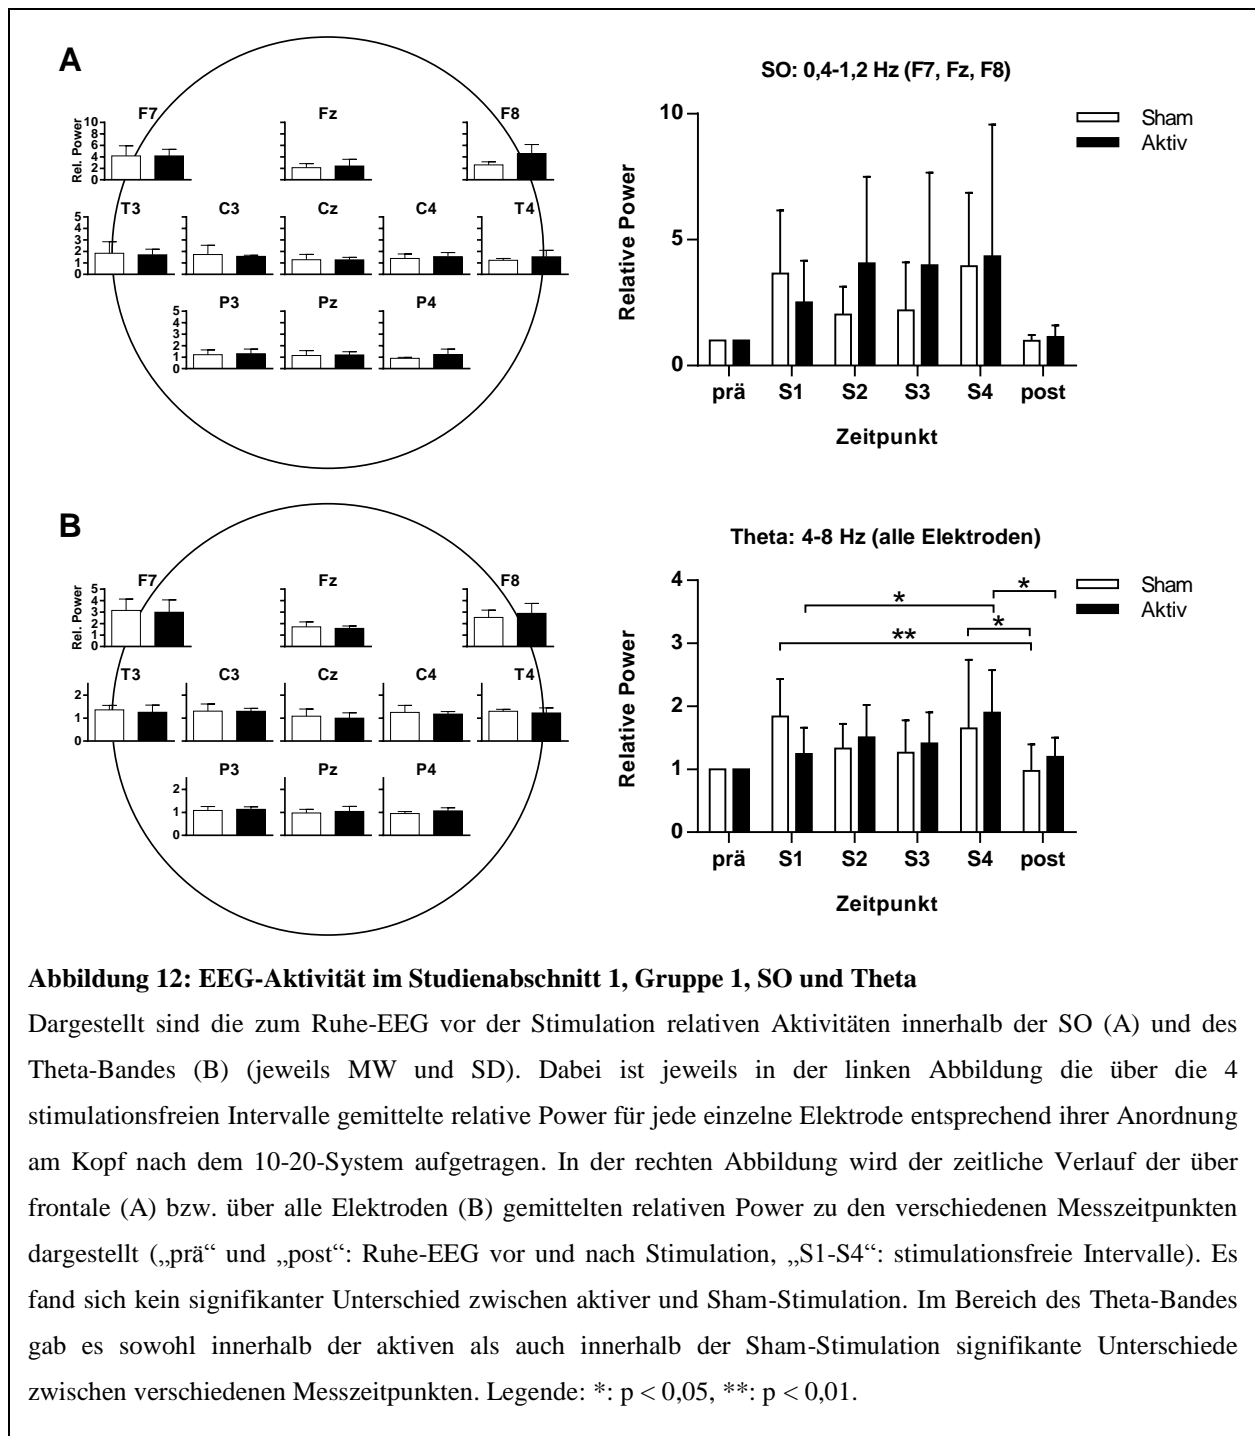 A
SO: 0,4-1,2 Hz (F7, Fz, F8)
F7
Fz
F8
Rel. Power
10
8
6
4
2
0
T3
C3
Cz
C4
T4
5
4
3
2
1
0
P3
Pz
P4
5
4
3
2
1
0
Relative Power
10
5
0
Sham
Aktiv
prä S1 S2 S3 S4 post
Zeitpunkt
B
Theta: 4-8 Hz (alle Elektroden)
F7
Fz
F8
Rel. Power
5
4
3
2
1
0
T3
C3
Cz
C4
T4
2
1
0
P3
Pz
P4
2
1
0
Relative Power
4
3
2
1
0
Sham
Aktiv
*
*
**
*
prä S1 S2 S3 S4 post
Zeitpunkt
Abbildung 12: EEG-Aktivität im Studienabschnitt 1, Gruppe 1, SO und Theta
Dargestellt sind die zum Ruhe-EEG vor der Stimulation relativen Aktivitäten innerhalb der SO (A) und des
Theta-Bandes (B) (jeweils MW und SD). Dabei ist jeweils in der linken Abbildung die über die 4
stimulationsfreien Intervalle gemittelte relative Power für jede einzelne Elektrode entsprechend ihrer Anordnung
am Kopf nach dem 10-20-System aufgetragen. In der rechten Abbildung wird der zeitliche Verlauf der über
frontale (A) bzw. über alle Elektroden (B) gemittelten relativen Power zu den verschiedenen Messzeitpunkten
dargestellt („prä“ und „post“: Ruhe-EEG vor und nach Stimulation, „S1-S4“: stimulationsfreie Intervalle). Es
fand sich kein signifikanter Unterschied zwischen aktiver und Sham-Stimulation. Im Bereich des Theta-Bandes
gab es sowohl innerhalb der aktiven als auch innerhalb der Sham-Stimulation signifikante Unterschiede
zwischen verschiedenen Messzeitpunkten. Legende: *: p < 0,05, **: p < 0,01.